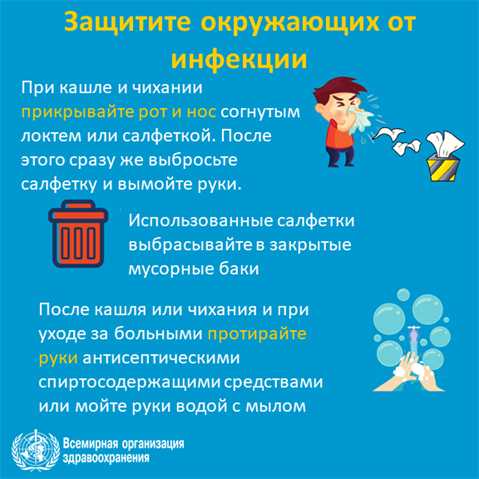 Защитите окружающих от
инфекции
При кашле и чихании
прикрывайте рот и нос согнутым
локтем или салфеткой. После
этого сразу же выбросьте
салфетку и вымойте руки.
Использованные салфетки
выбрасывайте в закрытые
мусорные баки
После кашля или чихания и при
уходе за больными протирайте
руки антисептическими
спиртосодержащими средствами
или мойте руки водой с мылом
Всемирная организация
здравоохранения